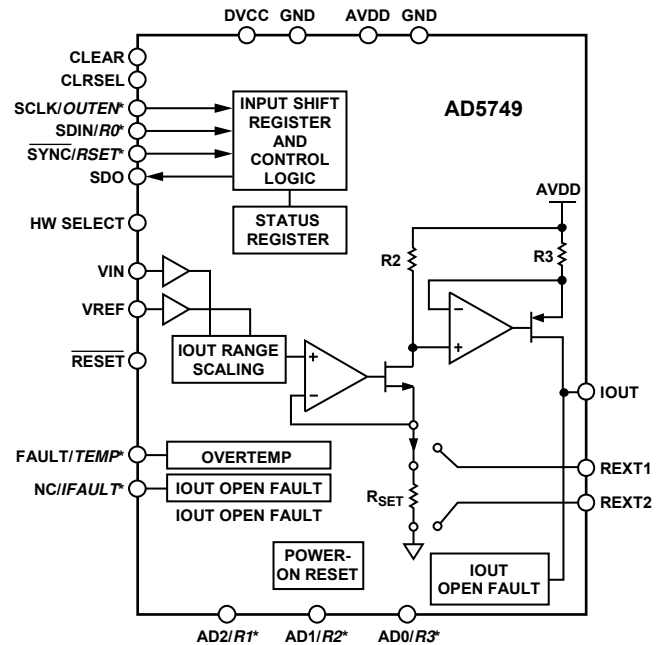 DVCC GND AVDD GND
CLEAR
CLRSEL
SCLK/OUTEN*
SDIN/R0*
SYNC/RSET*
SDO
INPUT SHIFT
REGISTER
AND
CONTROL
LOGIC
AD5749
HW SELECT
STATUS
REGISTER
AVDD
R2
R3
VIN
VREF
IOUT RANGE
SCALING
RESET
IOUT
FAULT/TEMP*
OVERTEMP
NC/IFAULT*
IOUT OPEN FAULT
IOUT OPEN FAULT
RSET
REXT1
REXT2
POWER-
ON RESET
IOUT
OPEN FAULT
AD2/R1* AD1/R2* AD0/R3*